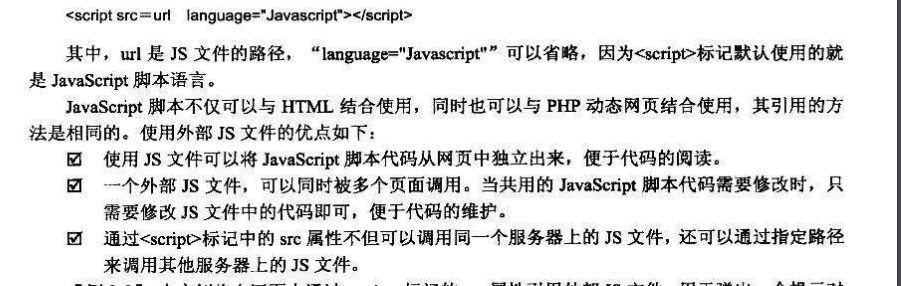 <script src＝url   language="Javascript"></script>
其中，url 是 JS 文件的路径，“language="Javascript"”可以省略，因为<script>标记默认使用的就
是 JavaScript 脚本语言。
JavaScript 脚本不仅可以与 HTML 结合使用，同时也可以与 PHP 动态网页结合使用，其引用的方
法是相同的。使用外部 JS 文件的优点如下：
☑ 使用 JS 文件可以将 JavaScript 脚本代码从网页中独立出来，便于代码的阅读。
☑ 一个外部 JS 文件，可以同时被多个页面调用。当共用的 JavaScript 脚本代码需要修改时，只
需要修改 JS 文件中的代码即可，便于代码的维护。
☑ 通过<script>标记中的 src 属性不但可以调用同一个服务器上的 JS 文件，还可以通过指定路径
来调用其他服务器上的 JS 文件。